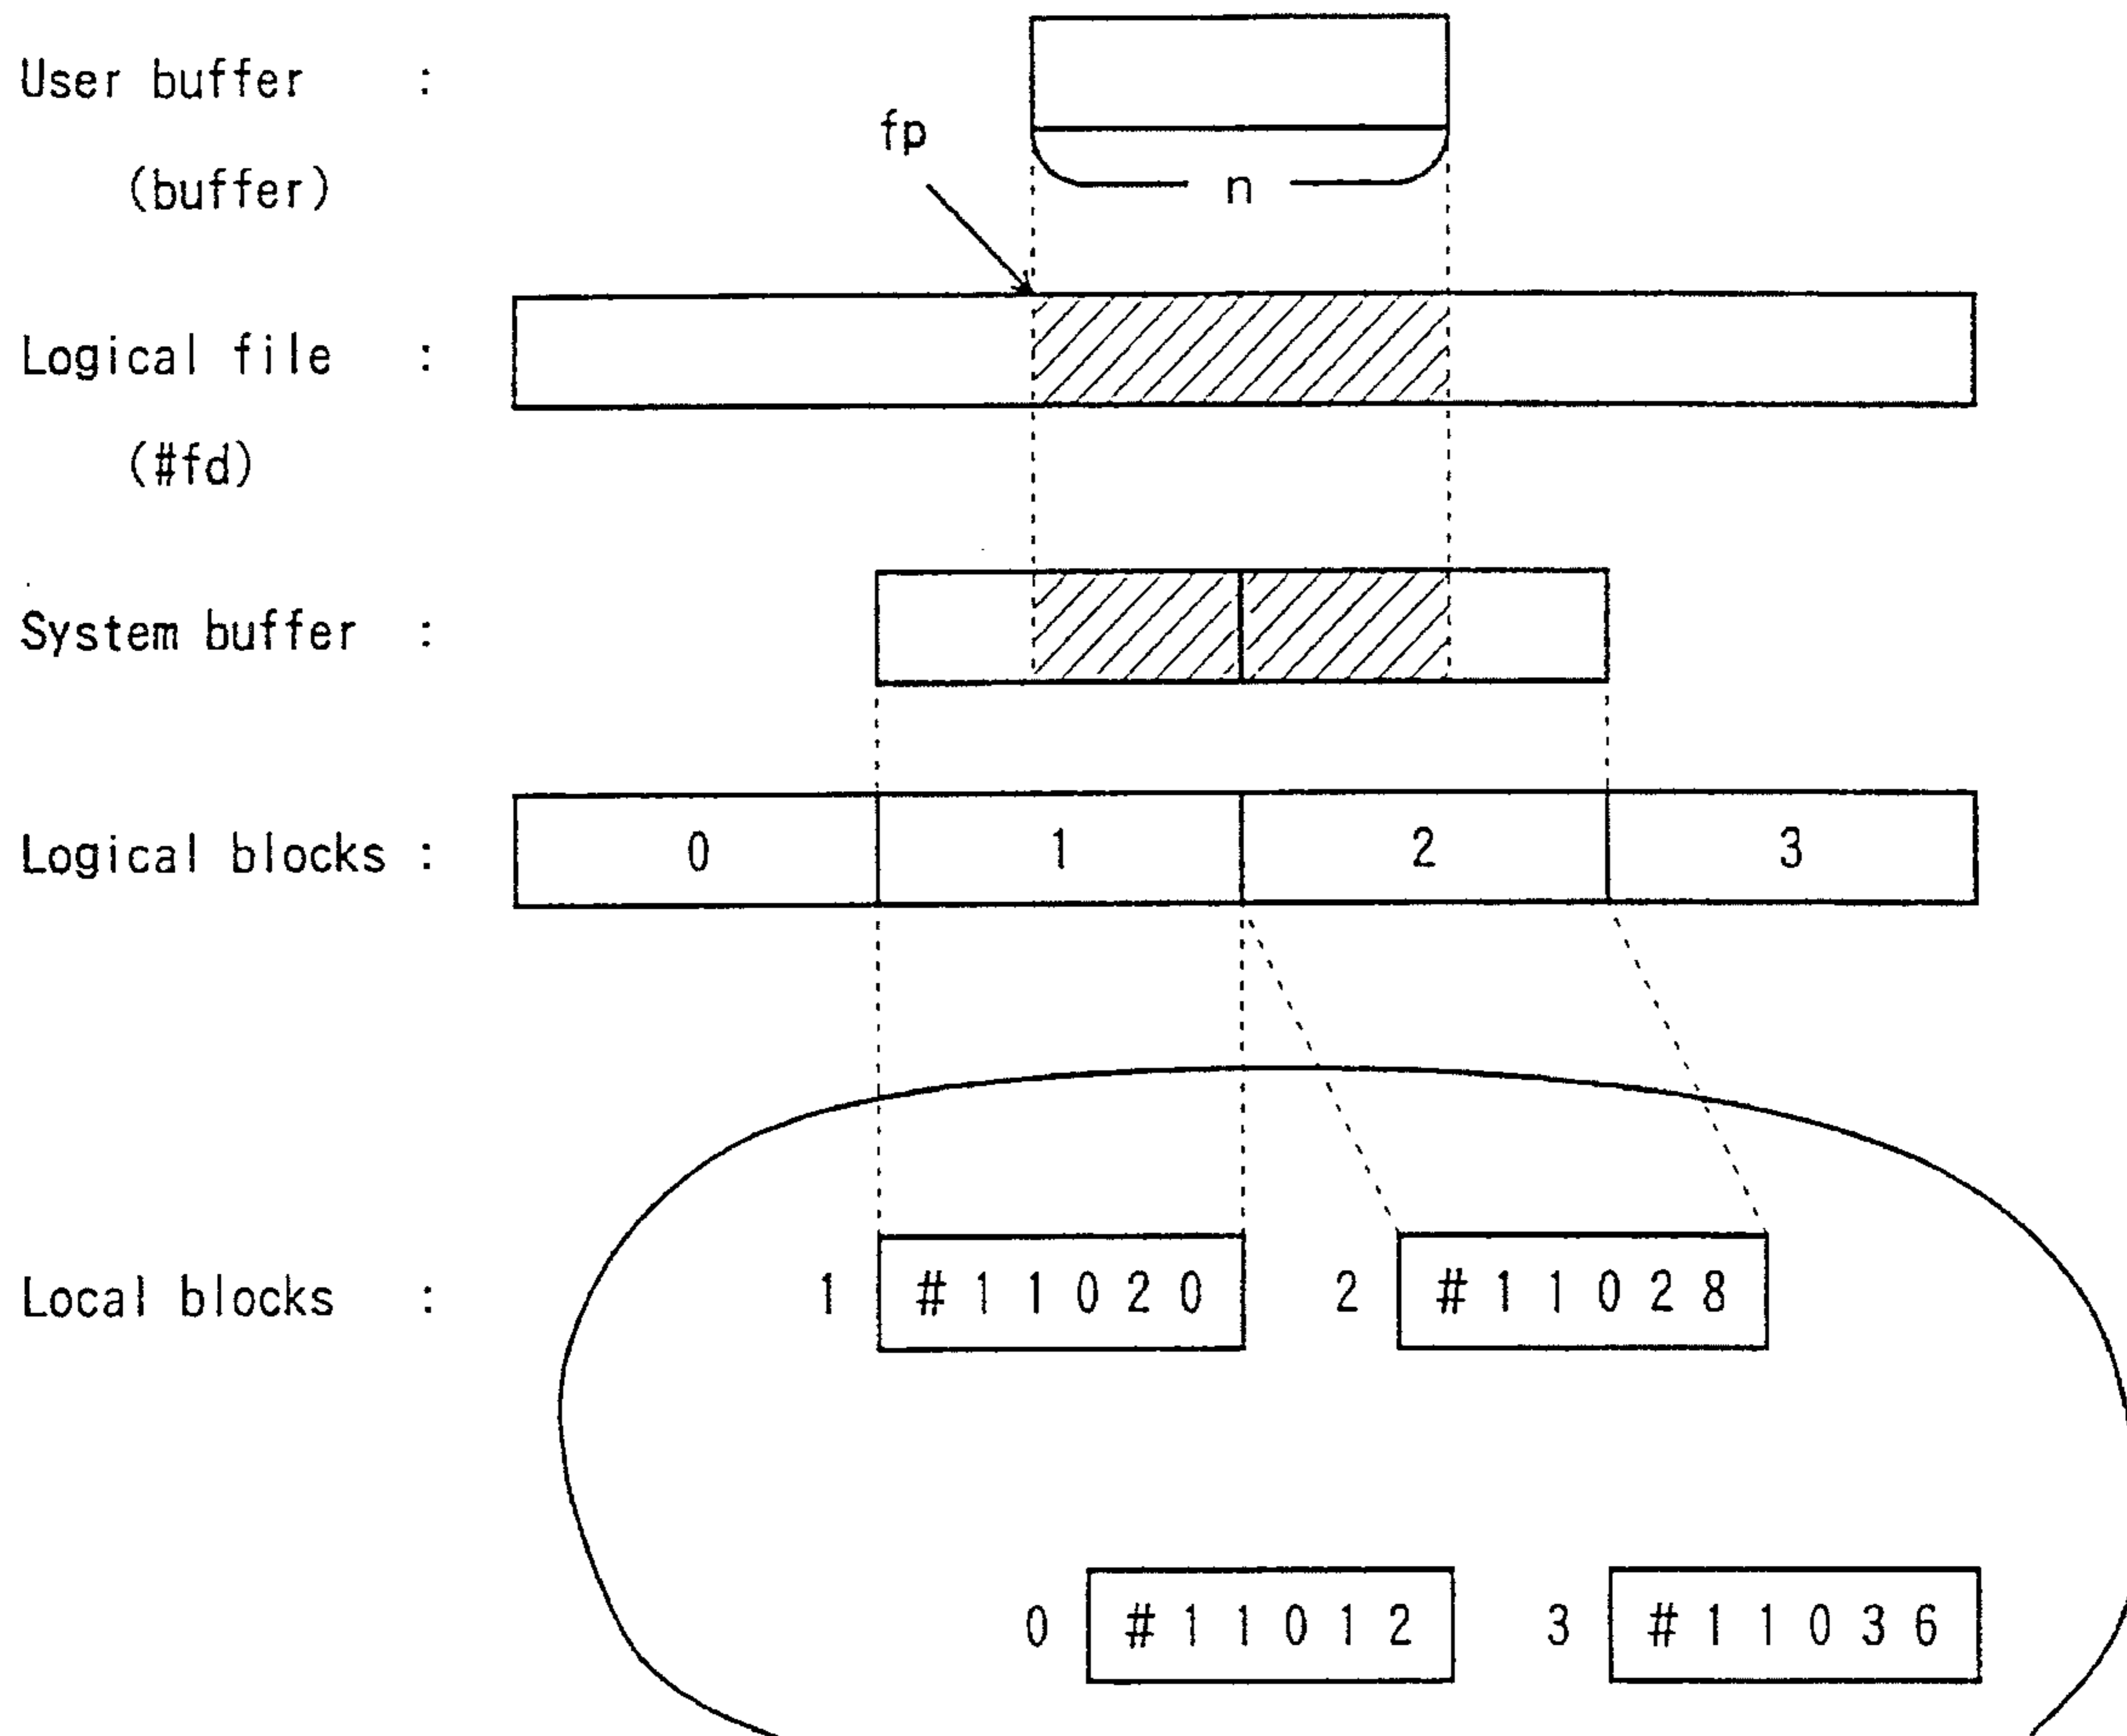 User buffer :
(buffer)
fp
n
Logical file :
(#fd)
System buffer :
Logical blocks : 0 1 2 3
Local blocks : 1 #11020 2 #11028
0 #11012 3 #11036